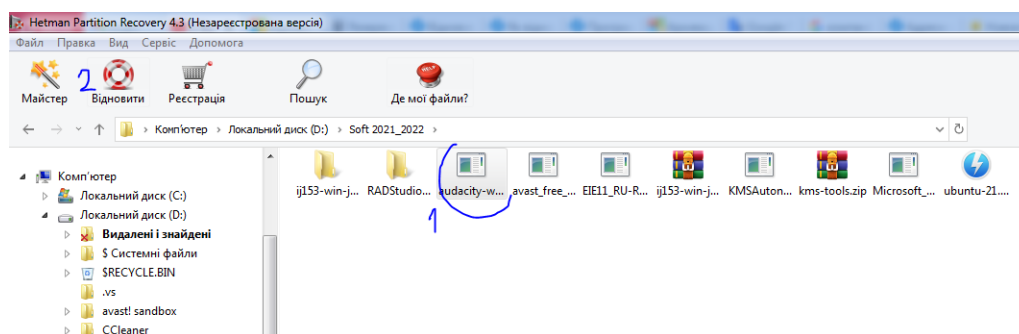 Hetman Partition Recovery 4.3 (Незареєстрована версія)
Файл Правка Вид Сервіс Допомога
2
Майстер Відновити Реєстрація Пошук Де мої файли?
Комп'ютер Локальний диск (D:) Soft 2021_2022
Комп'ютер
Локальний диск (C:)
Локальний диск (D:)
Видалені і знайдені
$ Системні файли
$RECYCLE.BIN
.vs
avast! sandbox
CCleaner
ij153-win-j... RADStudio... audacity-w... avast_free_... EIE11_RU-R... ij153-win-j... KMSAuton... kms-tools.zip Microsoft_... ubuntu-21....
1